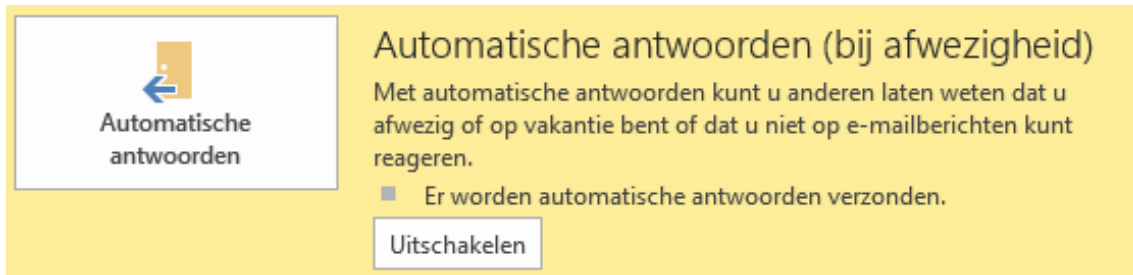 Automatische
antwoorden
Automatische antwoorden (bij afwezigheid)
Met automatische antwoorden kunt u anderen laten weten dat u
afwezig of op vakantie bent of dat u niet op e-mailberichten kunt
reageren.
Er worden automatische antwoorden verzonden.
Uitschakelen